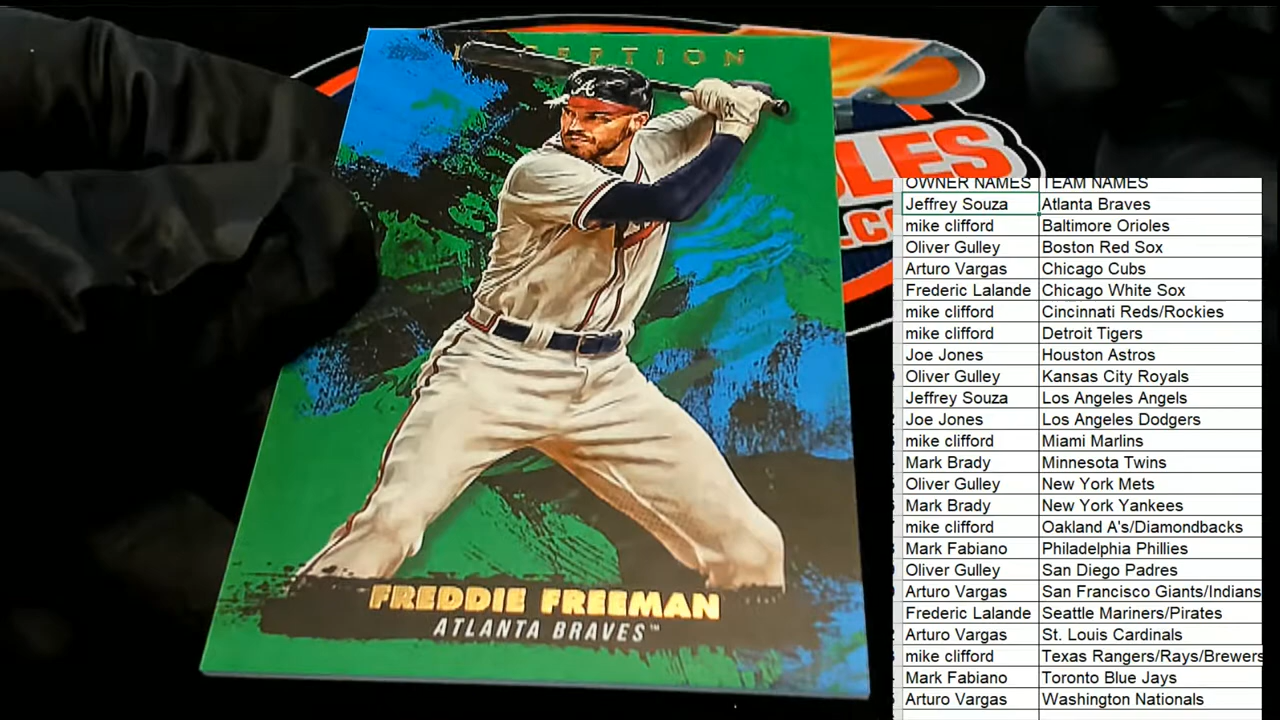 INCEPTION
BLES
.CO
FREDDIE FREEMAN
ATLANTA BRAVES™
OWNER NAMES TEAM NAMES
Jeffrey Souza Atlanta Braves
mike clifford Baltimore Orioles
Oliver Gulley Boston Red Sox
Arturo Vargas Chicago Cubs
Frederic Lalande Chicago White Sox
mike clifford Cincinnati Reds/Rockies
mike clifford Detroit Tigers
Joe Jones Houston Astros
Oliver Gulley Kansas City Royals
Jeffrey Souza Los Angeles Angels
Joe Jones Los Angeles Dodgers
mike clifford Miami Marlins
Mark Brady Minnesota Twins
Oliver Gulley New York Mets
Mark Brady New York Yankees
mike clifford Oakland A's/Diamondbacks
Mark Fabiano Philadelphia Phillies
Oliver Gulley San Diego Padres
Arturo Vargas San Francisco Giants/Indians
Frederic Lalande Seattle Mariners/Pirates
Arturo Vargas St. Louis Cardinals
mike clifford Texas Rangers/Rays/Brewers
Mark Fabiano Toronto Blue Jays
Arturo Vargas Washington Nationals